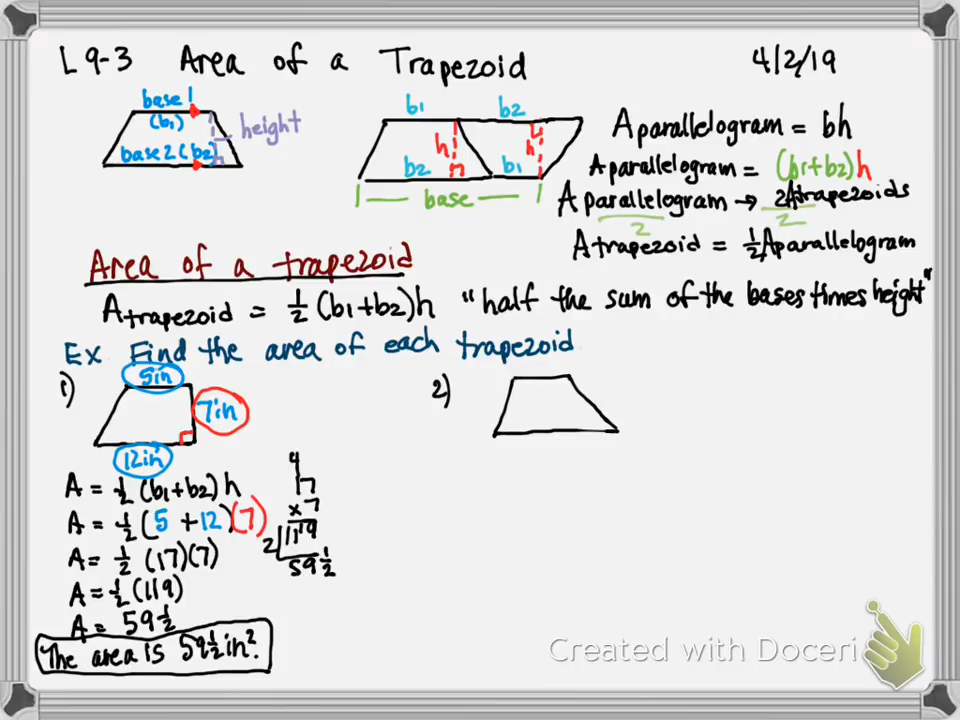 L 9-3 Area of a Trapezoid 4/2/19
base 1
(b1)
base 2 (b2)
h
height
b1 b2
h h
b2 b1
base
A parallelogram = bh
A parallelogram = (b1+b2)h
A parallelogram → 2Atrapezoids
2 2
A trapezoid = 1/2 A parallelogram
Area of a trapezoid
A trapezoid = 1/2 (b1+b2)h "half the sum of the bases times height"
Ex Find the area of each trapezoid
1) 5in 2)
7in
12in
A = 1/2 (b1+b2) h
A = 1/2 (5 +12)(7)
A = 1/2 (17)(7)
A = 1/2 (119)
A = 59 1/2
The area is 59 1/2 in².
4
17
x 7
2 119
59 1/2
Created with Doceri